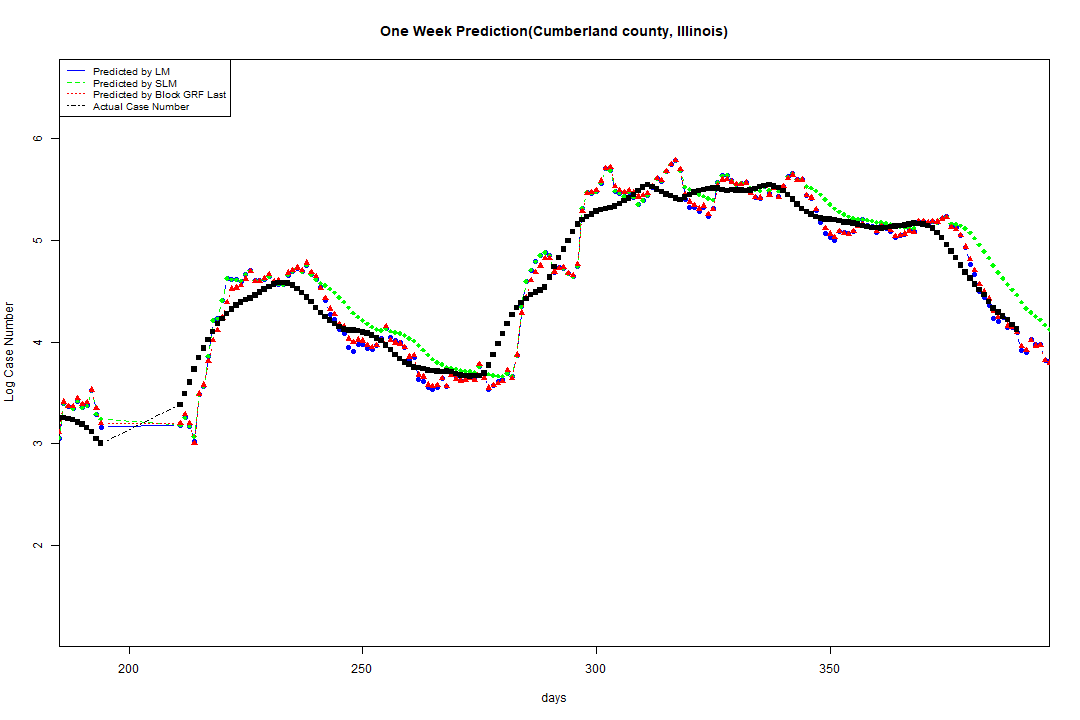 One Week Prediction(Cumberland county, Illinois)
Predicted by LM
Predicted by SLM
Predicted by Block GRF Last
Actual Case Number
6
5
4
3
2
Log Case Number
200 250 300 350
days